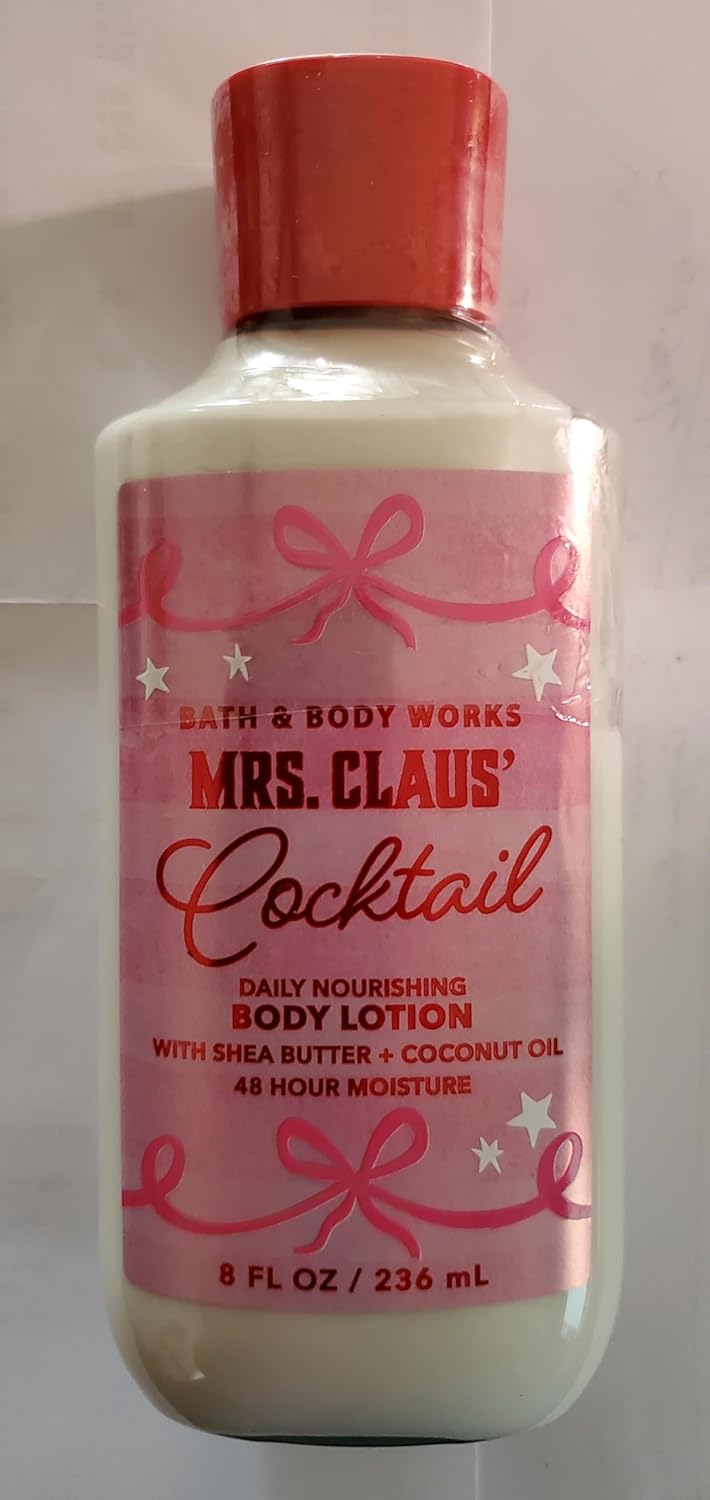 BATH & BODY WORKS
MRS. CLAUS'
Cocktail
DAILY NOURISHING
BODY LOTION
WITH SHEA BUTTER + COCONUT OIL
48 HOUR MOISTURE
8 FL OZ / 236 mL